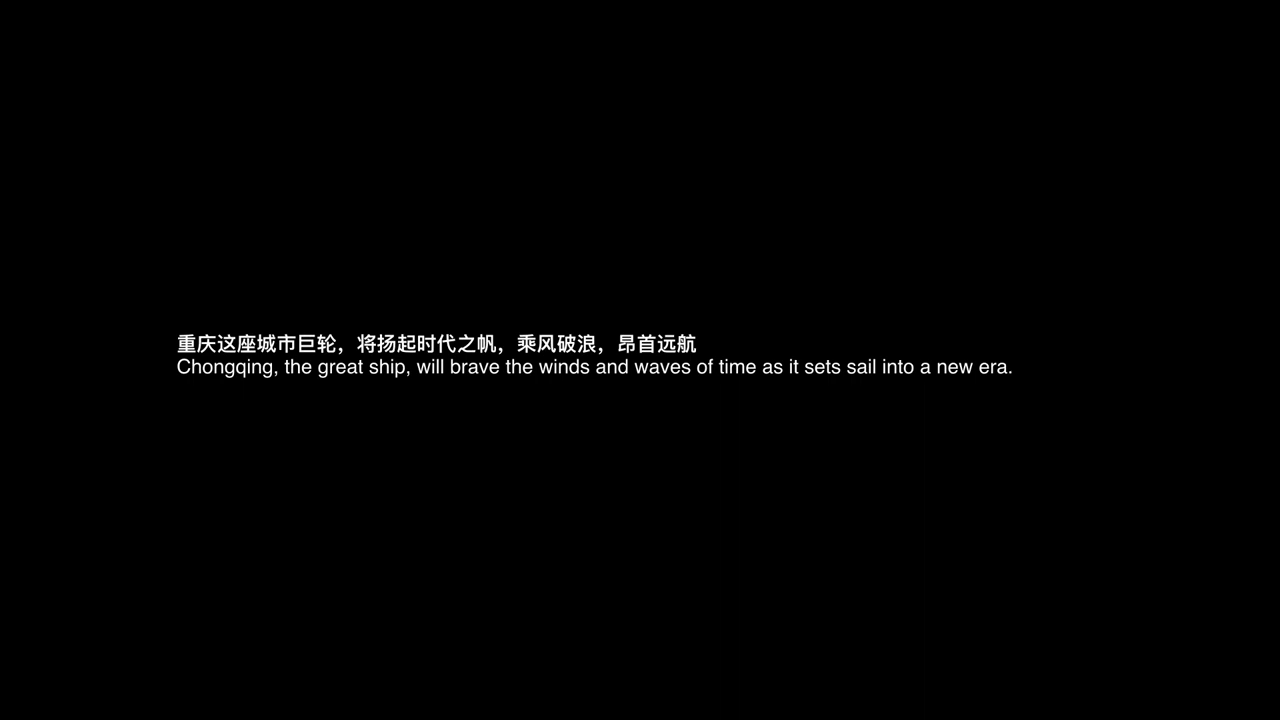 重庆这座城市巨轮，将扬起时代之帆，乘风破浪，昂首远航
Chongqing, the great ship, will brave the winds and waves of time as it sets sail into a new era.